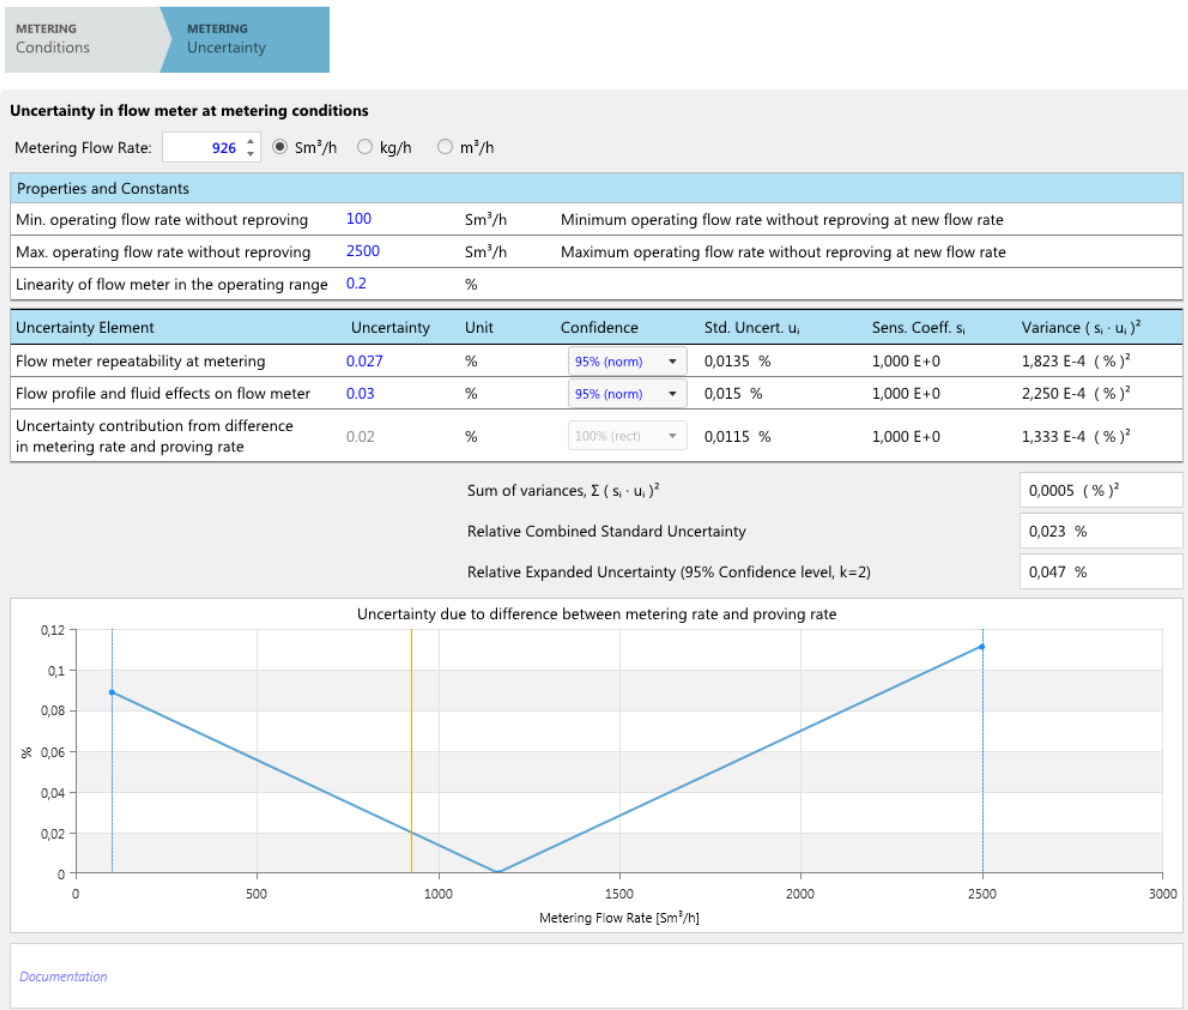 METERING
Conditions
METERING
Uncertainty
Uncertainty in flow meter at metering conditions
Metering Flow Rate: 926 Sm³/h kg/h m³/h
Properties and Constants
Min. operating flow rate without reproving 100 Sm³/h Minimum operating flow rate without reproving at new flow rate
Max. operating flow rate without reproving 2500 Sm³/h Maximum operating flow rate without reproving at new flow rate
Linearity of flow meter in the operating range 0.2 %
Uncertainty Element Uncertainty Unit Confidence Std. Uncert. uᵢ Sens. Coeff. sᵢ Variance ( sᵢ · uᵢ )²
Flow meter repeatability at metering 0.027 % 95% (norm) 0,0135 % 1,000 E+0 1,823 E-4 ( % )²
Flow profile and fluid effects on flow meter 0.03 % 95% (norm) 0,015 % 1,000 E+0 2,250 E-4 ( % )²
Uncertainty contribution from difference
in metering rate and proving rate 0.02 % 100% (rect) 0,0115 % 1,000 E+0 1,333 E-4 ( % )²
Sum of variances, Σ ( sᵢ · uᵢ )² 0,0005 ( % )²
Relative Combined Standard Uncertainty 0,023 %
Relative Expanded Uncertainty (95% Confidence level, k=2) 0,047 %
Uncertainty due to difference between metering rate and proving rate
0,12
0,1
0,08
%
0,06
0,04
0,02
0
0 500 1000 1500 2000 2500 3000
Metering Flow Rate [Sm³/h]
Documentation